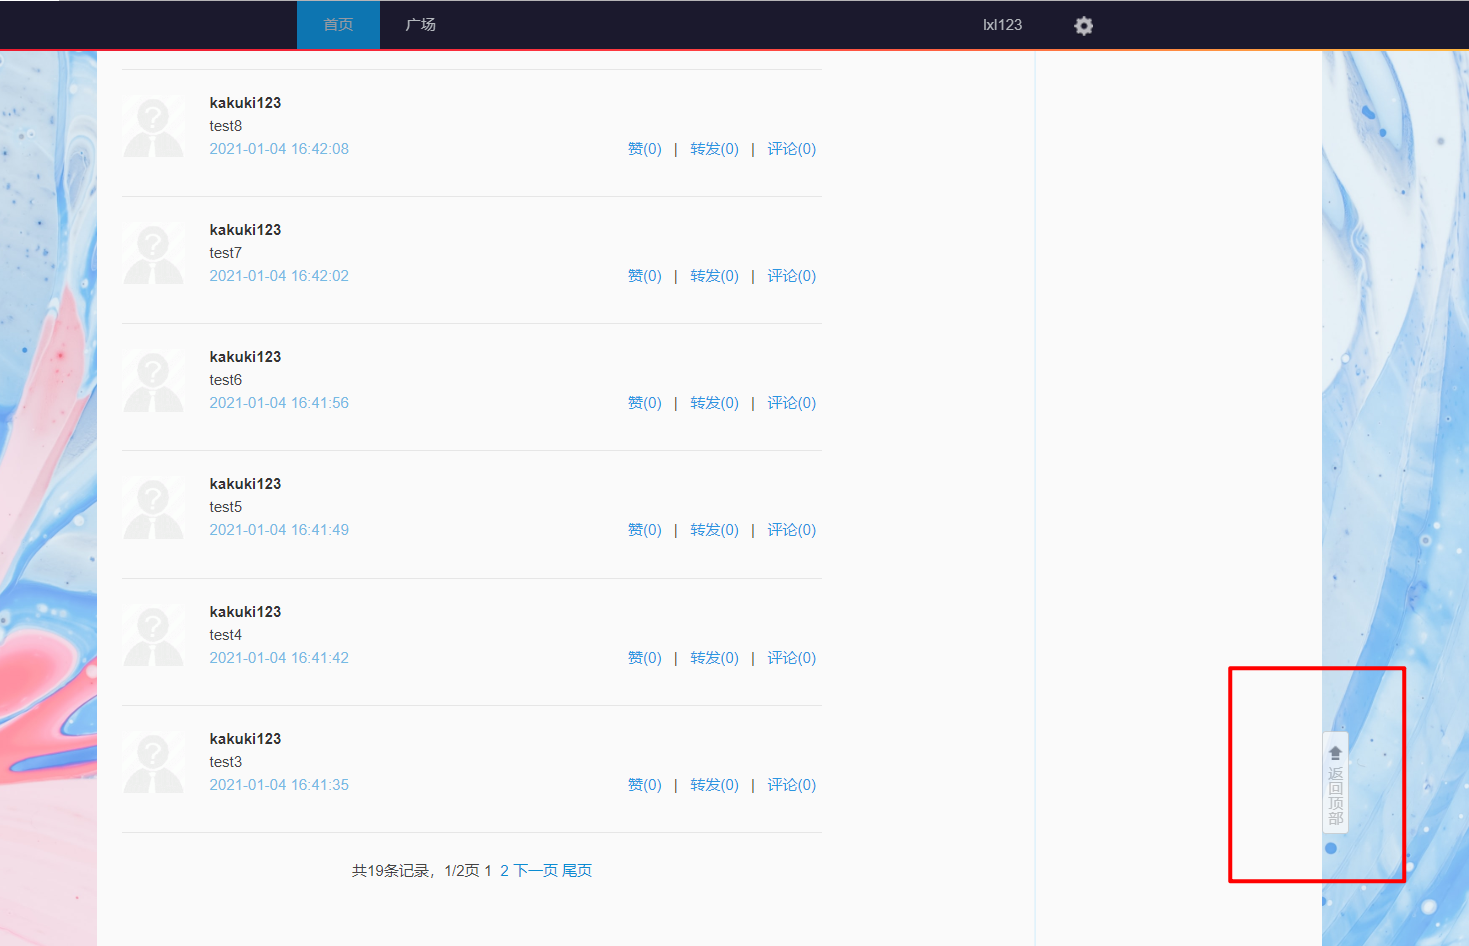 首页 广场 lxl123
kakuki123
test8
2021-01-04 16:42:08 赞(0) | 转发(0) | 评论(0)
kakuki123
test7
2021-01-04 16:42:02 赞(0) | 转发(0) | 评论(0)
kakuki123
test6
2021-01-04 16:41:56 赞(0) | 转发(0) | 评论(0)
kakuki123
test5
2021-01-04 16:41:49 赞(0) | 转发(0) | 评论(0)
kakuki123
test4
2021-01-04 16:41:42 赞(0) | 转发(0) | 评论(0)
kakuki123
test3
2021-01-04 16:41:35 赞(0) | 转发(0) | 评论(0)
返回顶部
共19条记录，1/2页 1 2 下一页 尾页